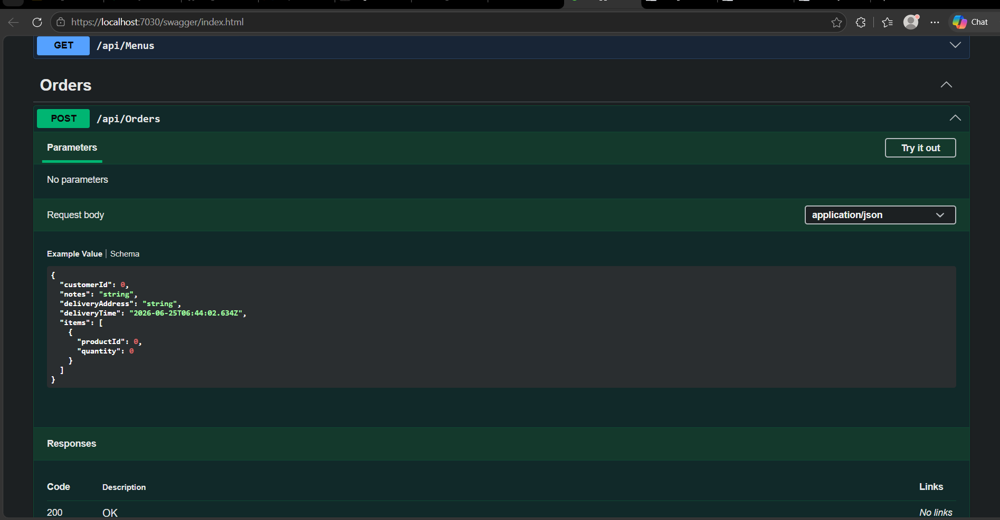 https://localhost:7030/swagger/index.html
Chat
GET /api/Menus
Orders
POST /api/Orders
Parameters
Try it out
No parameters
Request body
application/json
Example Value | Schema
{
  "customerId": 0,
  "notes": "string",
  "deliveryAddress": "string",
  "deliveryTime": "2026-06-25T06:44:02.634Z",
  "items": [
    {
      "productId": 0,
      "quantity": 0
    }
  ]
}
Responses
Code Description Links
200 OK No links